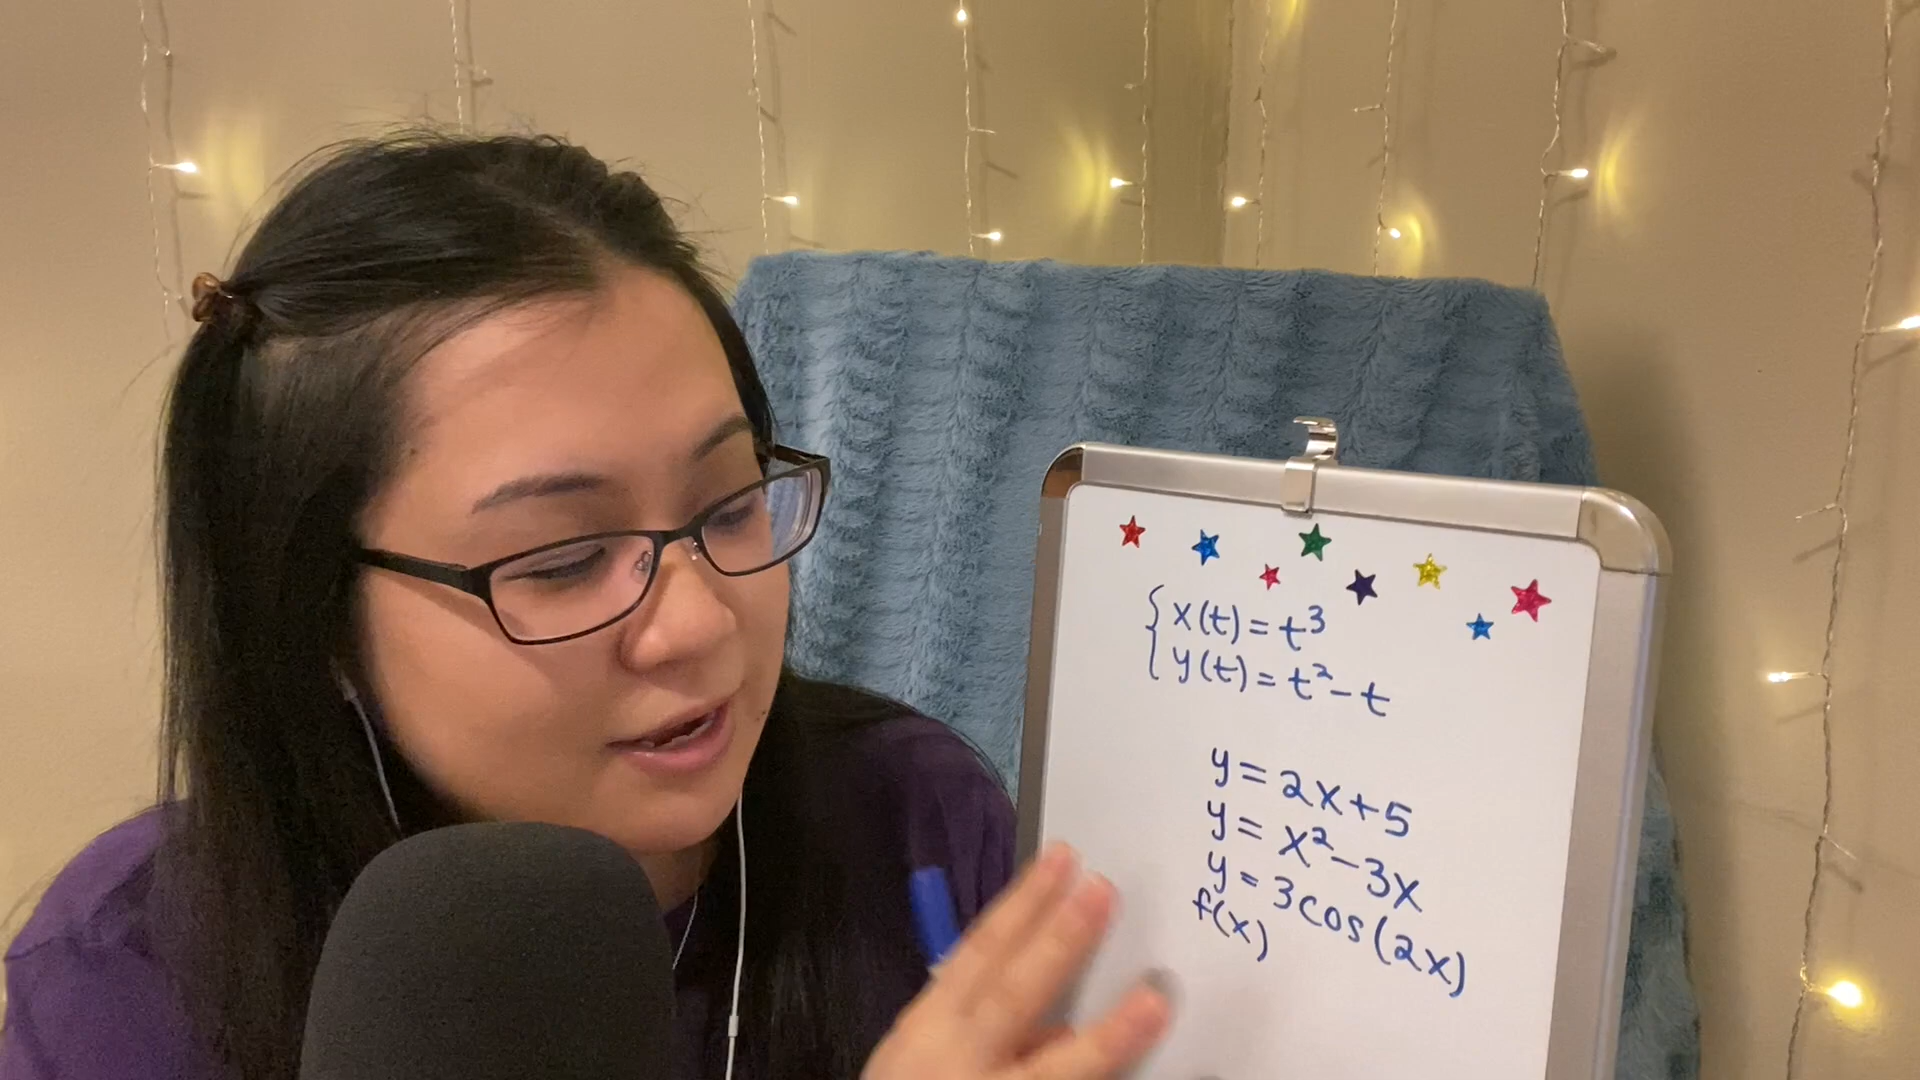 x(t) = t³
y(t) = t² - t
y = 2x + 5
y = x² - 3x
y = 3cos(2x)
f(x)